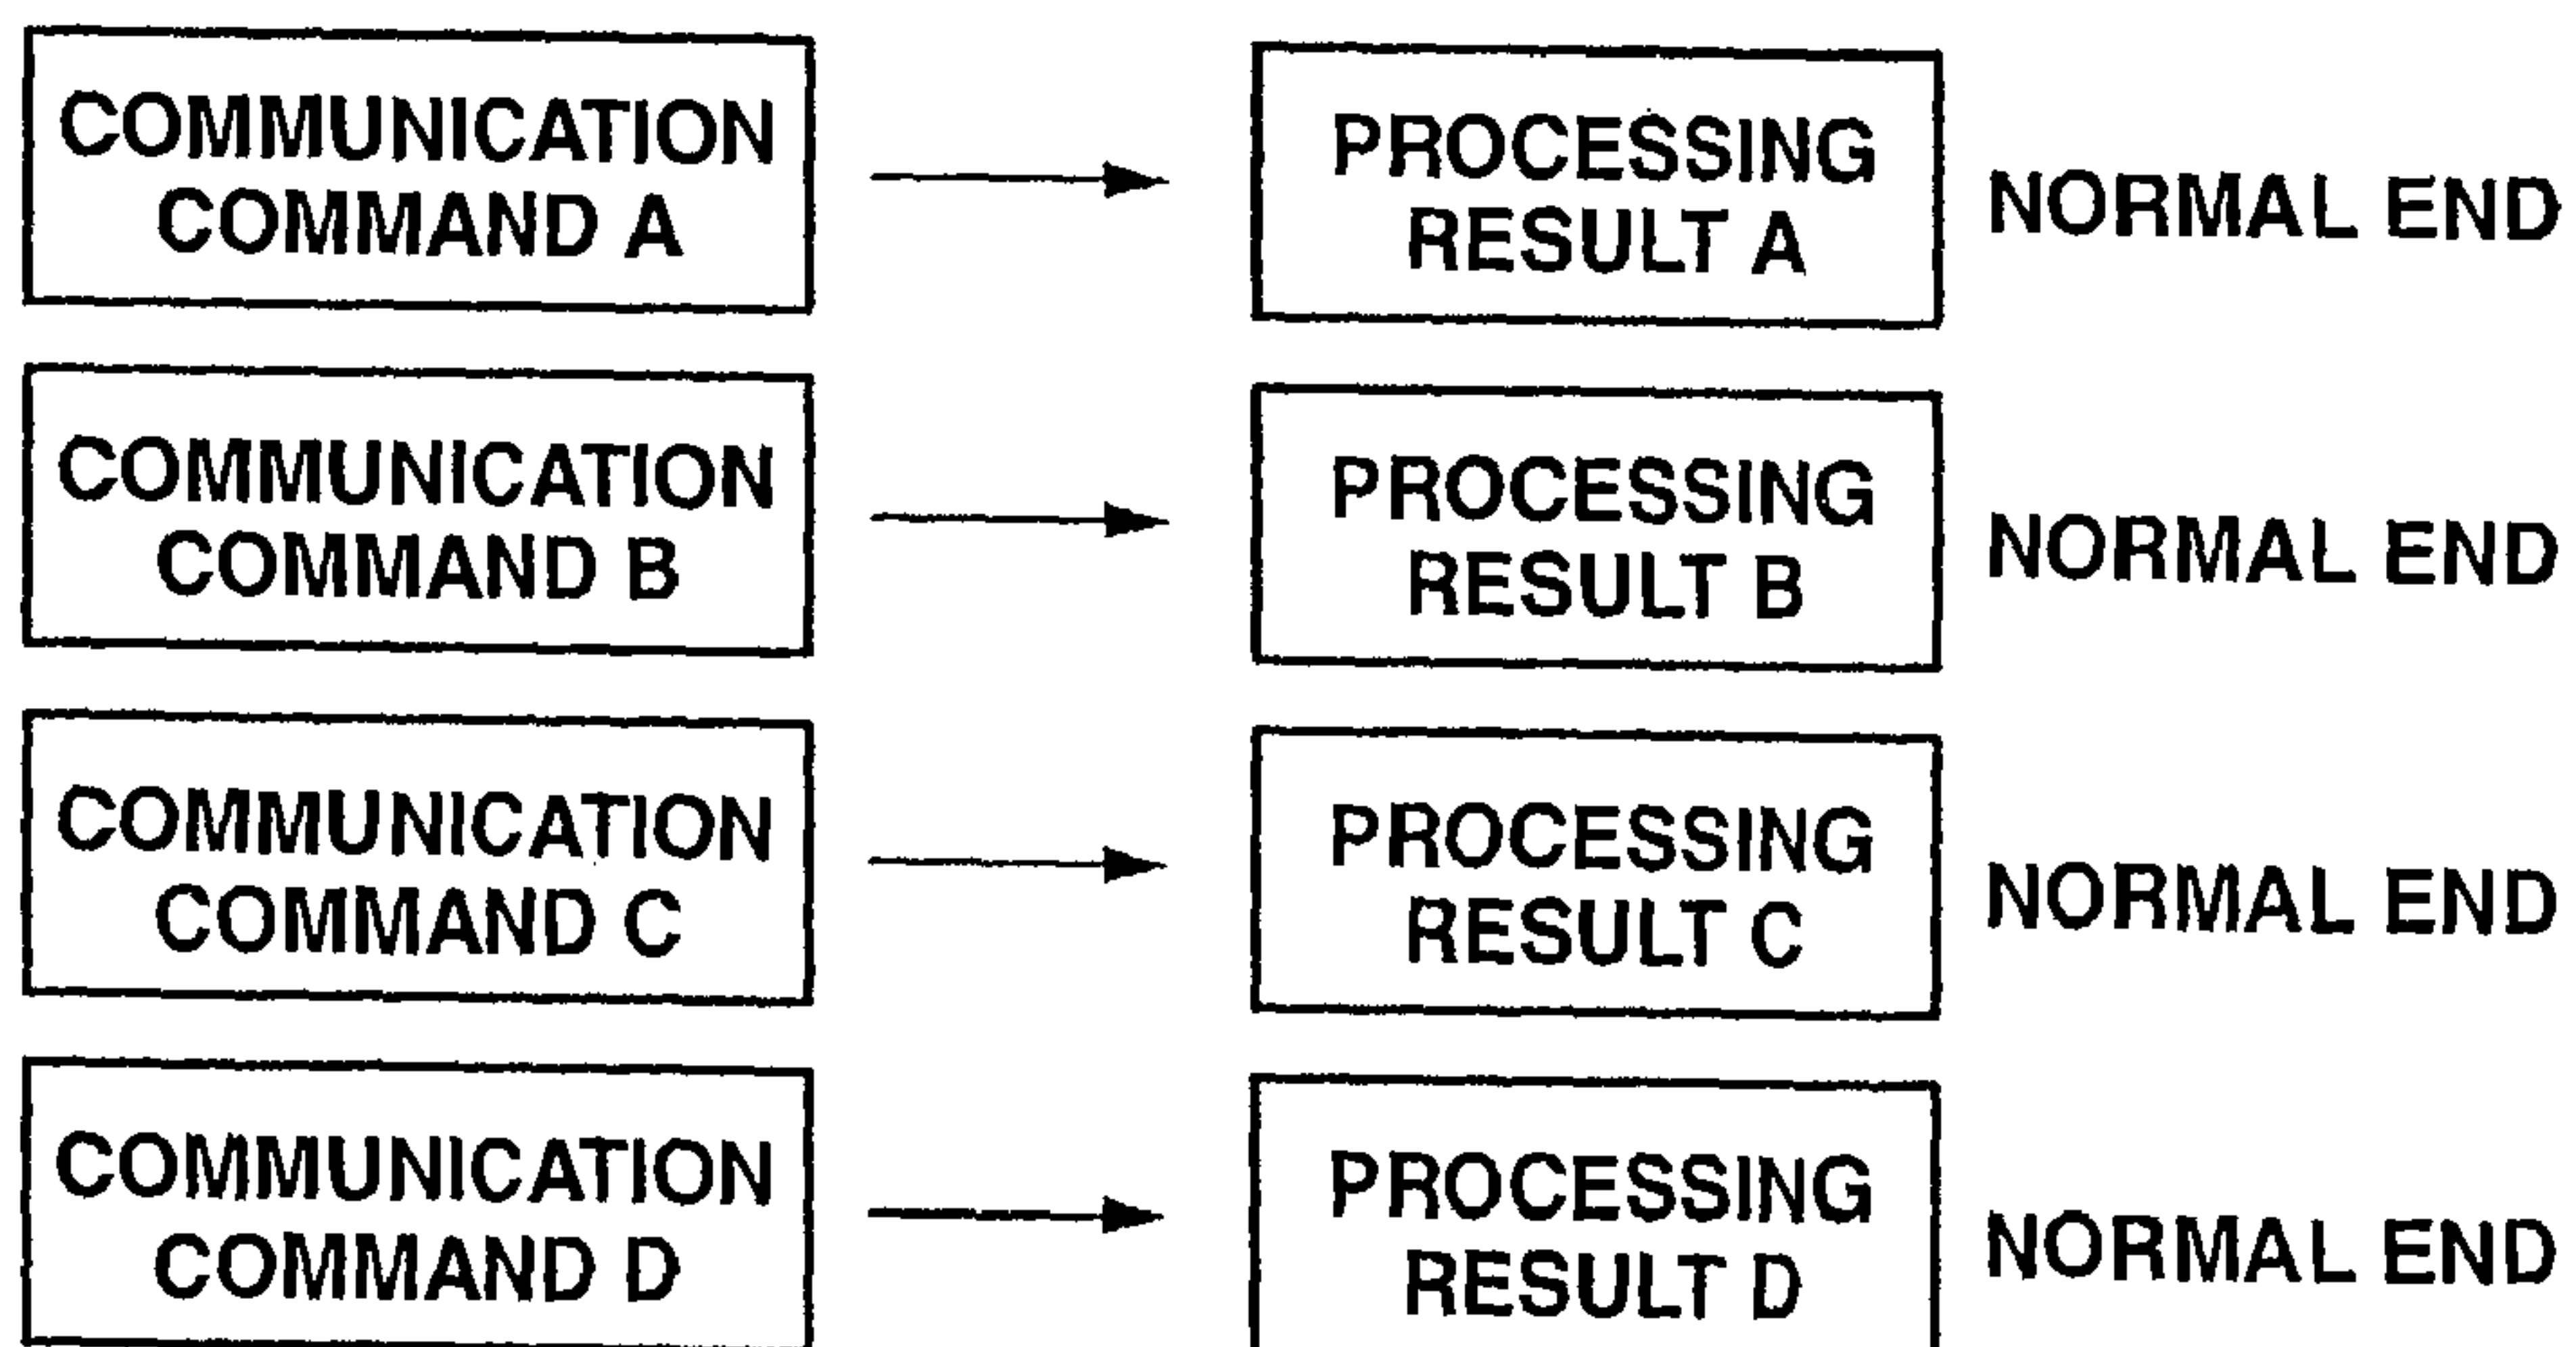 COMMUNICATION
COMMAND A
PROCESSING
RESULT A
NORMAL END
COMMUNICATION
COMMAND B
PROCESSING
RESULT B
NORMAL END
COMMUNICATION
COMMAND C
PROCESSING
RESULT C
NORMAL END
COMMUNICATION
COMMAND D
PROCESSING
RESULT D
NORMAL END